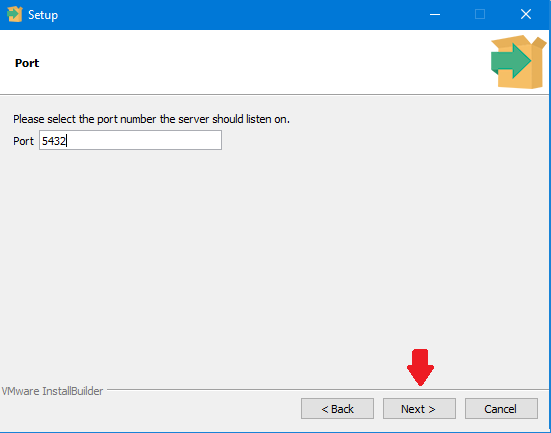 Setup
Port
Please select the port number the server should listen on.
Port 5432
VMware InstallBuilder
< Back Next > Cancel